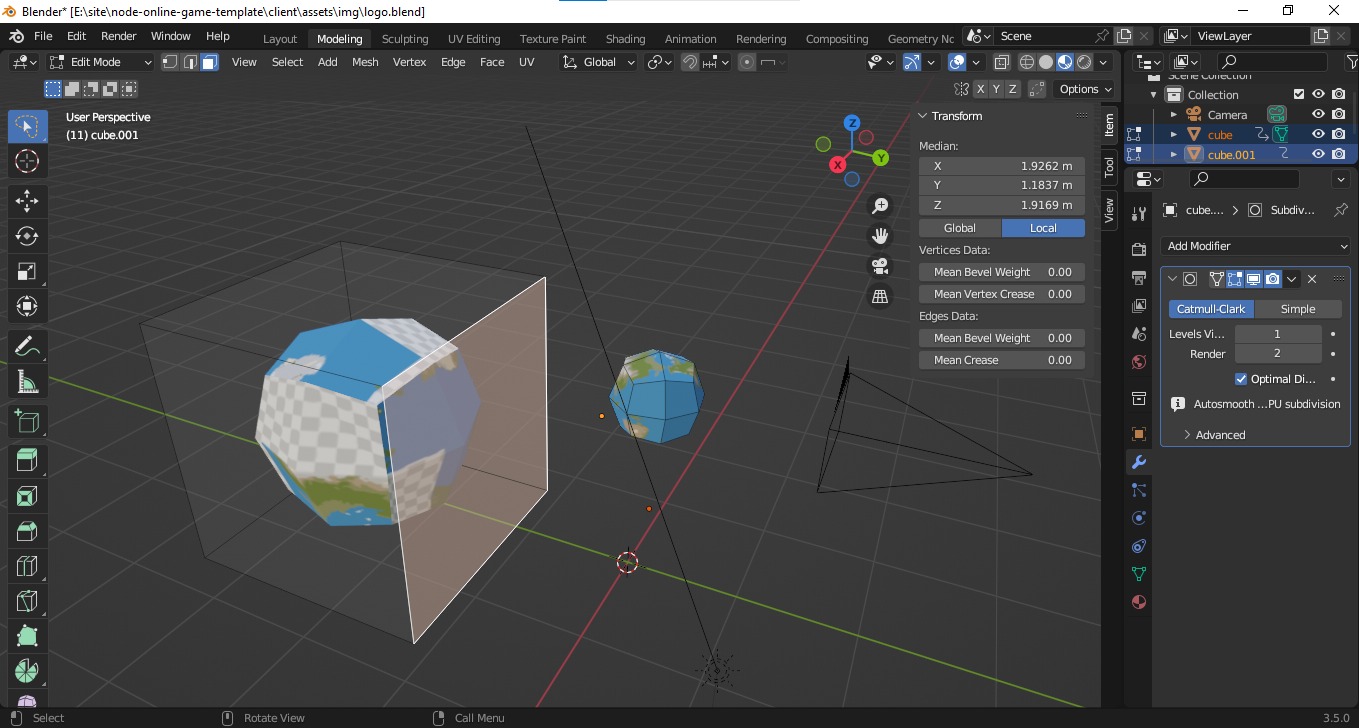 Blender* [E:\site\node-online-game-template\client\assets\img\logo.blend]
File Edit Render Window Help Layout Modeling Sculpting UV Editing Texture Paint Shading Animation Rendering Compositing Geometry No Scene ViewLayer
Edit Mode View Select Add Mesh Vertex Edge Face UV Global
X Y Z Options
User Perspective
(11) cube.001
Z
Y
X
Transform
Median:
X 1.9262 m
Y 1.1837 m
Z 1.9169 m
Global Local
Vertices Data:
Mean Bevel Weight 0.00
Mean Vertex Crease 0.00
Edges Data:
Mean Bevel Weight 0.00
Mean Crease 0.00
Item
Tool
View
Scene Collection
Collection
Camera
cube
cube.001
cube.... Subdiv...
Add Modifier
Catmull-Clark Simple
Levels Vi... 1
Render 2
Optimal Di...
Autosmooth ...PU subdivision
Advanced
Select Rotate View Call Menu 3.5.0